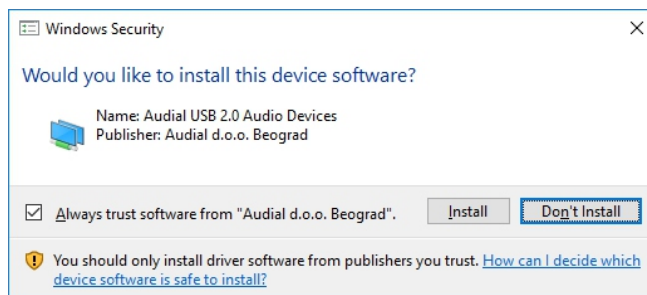 Windows Security
Would you like to install this device software?
Name: Audial USB 2.0 Audio Devices
Publisher: Audial d.o.o. Beograd
Always trust software from "Audial d.o.o. Beograd".
Install
Don't Install
You should only install driver software from publishers you trust. How can I decide which
device software is safe to install?